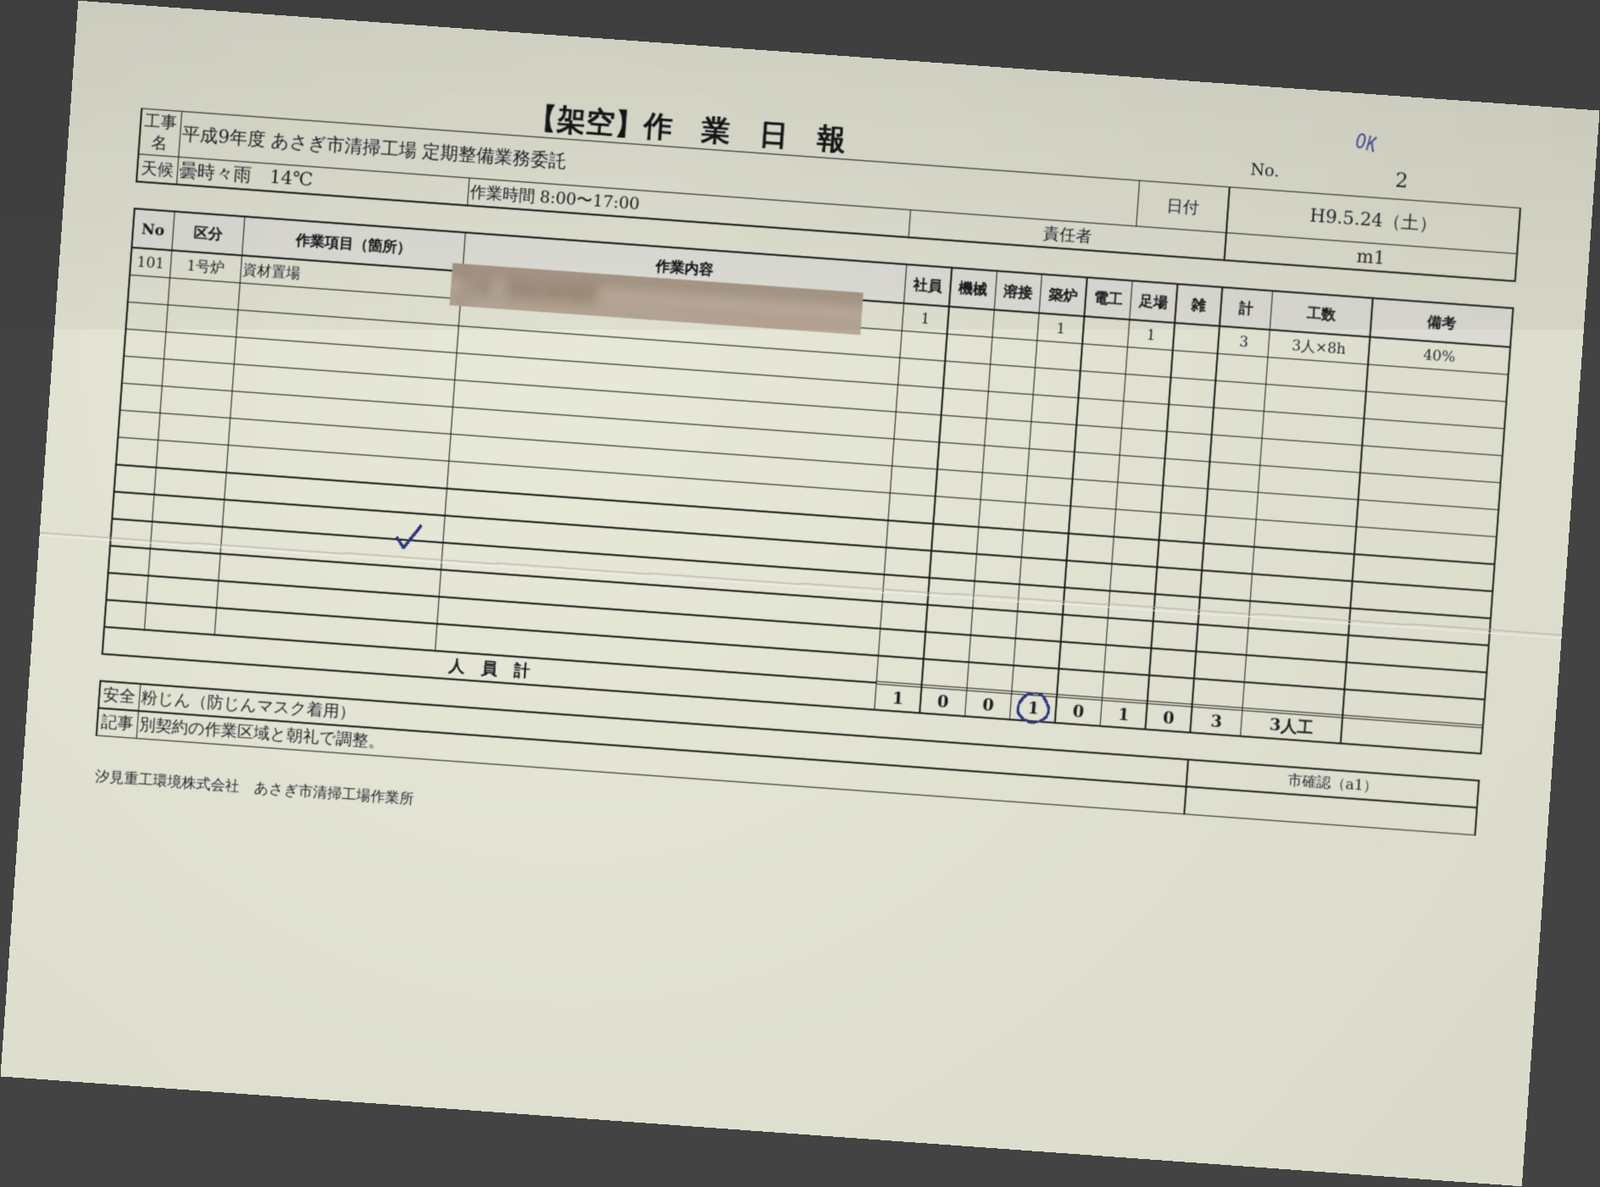 【架空】作 業 日 報
OK
No. 2
工事名 平成9年度 あさぎ市清掃工場 定期整備業務委託 日付 H9.5.24（土）
天候 曇時々雨 14℃ 作業時間 8:00〜17:00 責任者 m1
No 区分 作業項目（箇所） 作業内容 社員 機械 溶接 築炉 電工 足場 雑 計 工数 備考
101 1号炉 資材置場 1 1 1 3 3人×8h 40%
人 員 計 1 0 0 1 0 1 0 3 3人工
安全 粉じん（防じんマスク着用） 市確認（a1）
記事 別契約の作業区域と朝礼で調整。
汐見重工環境株式会社 あさぎ市清掃工場作業所